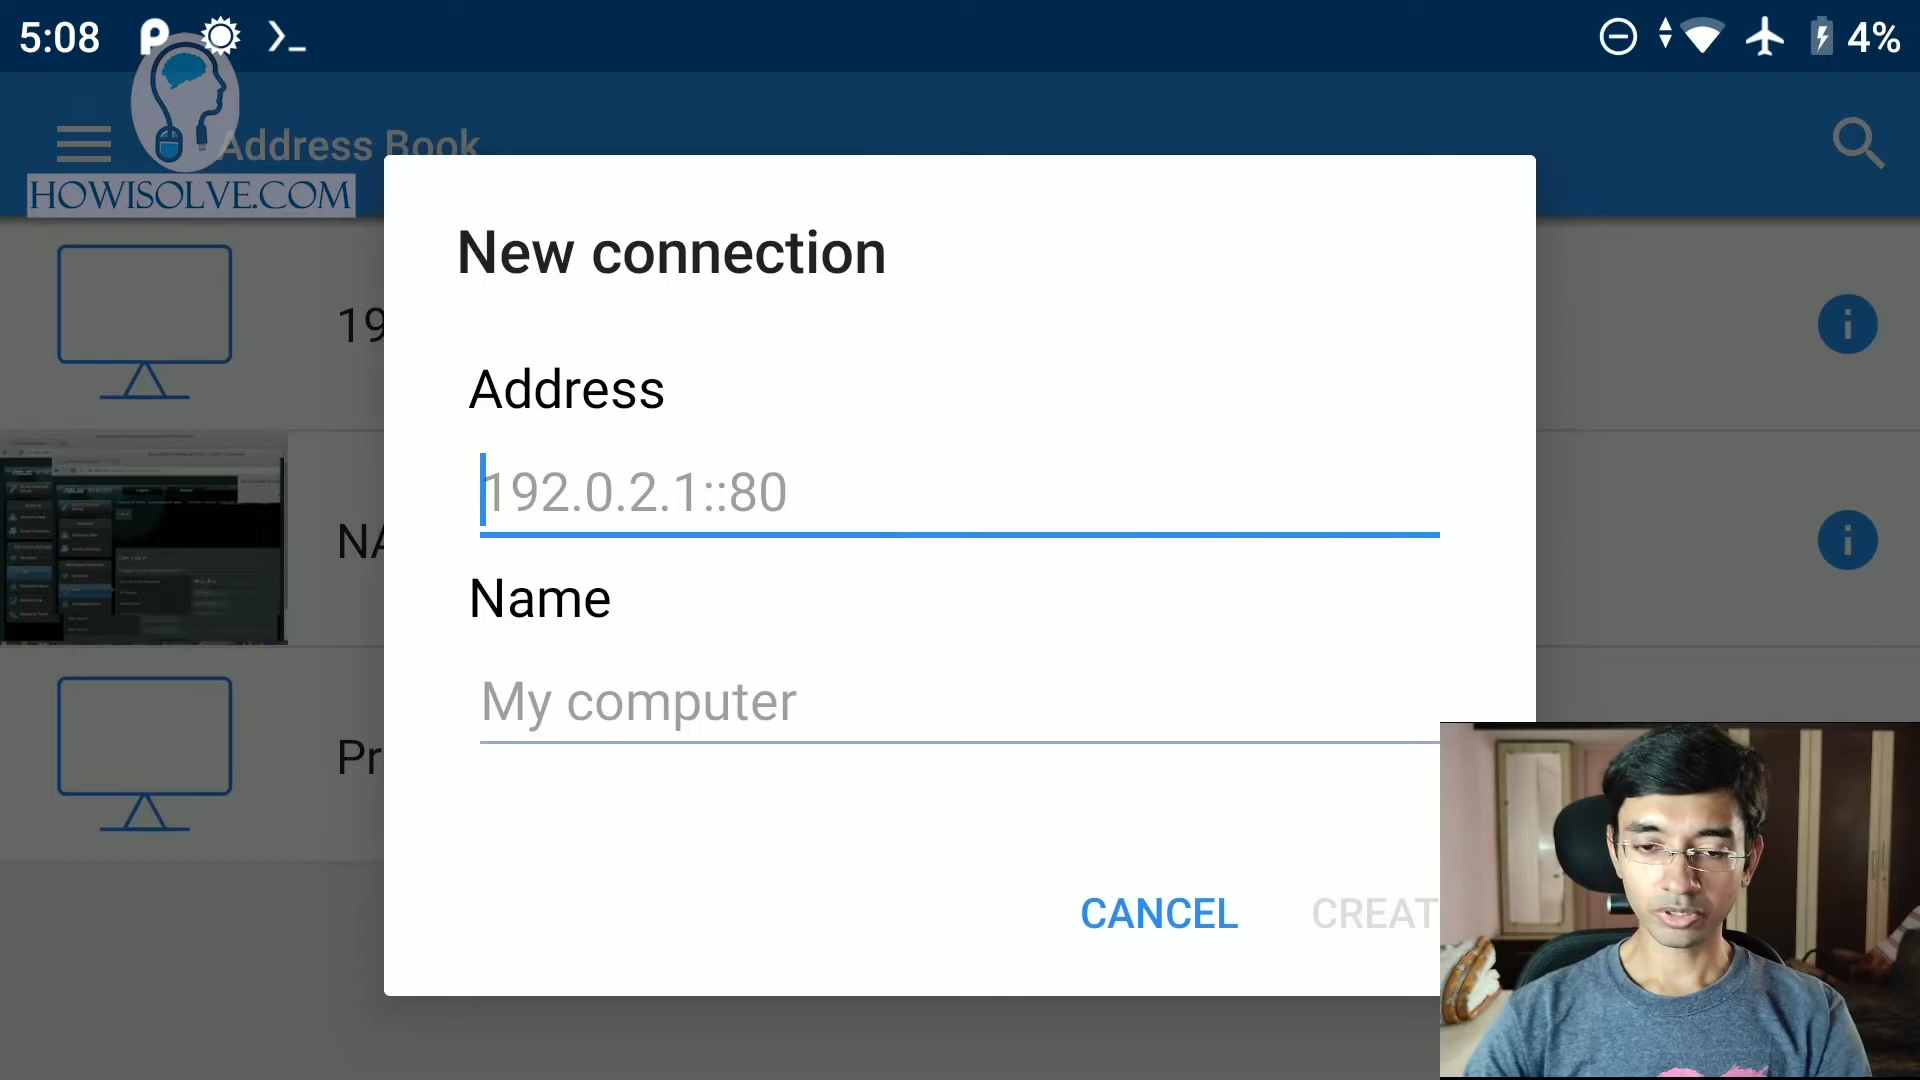 5:08
4%
Address Book
HOWISOLVE.COM
New connection
19
Address
192.0.2.1::80
NA
Name
My computer
Pr
CANCEL
CREAT